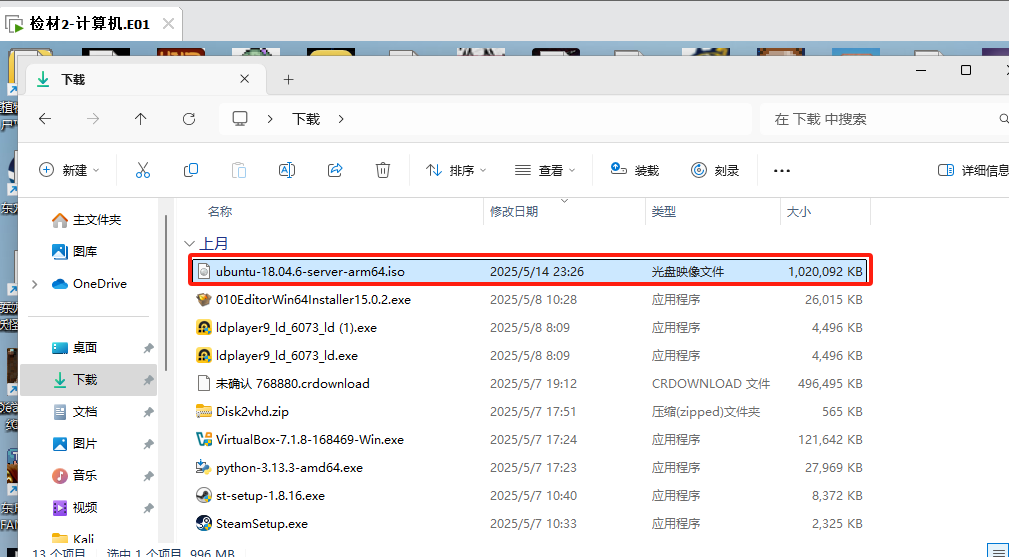 检材2-计算机.E01
下载
下载
在 下载 中搜索
新建 排序 查看 装载 刻录 详细信息
名称 修改日期 类型 大小
主文件夹
图库
OneDrive
桌面
下载
文档
图片
音乐
视频
Kali
上月
ubuntu-18.04.6-server-arm64.iso 2025/5/14 23:26 光盘映像文件 1,020,092 KB
010EditorWin64Installer15.0.2.exe 2025/5/8 10:28 应用程序 26,015 KB
ldplayer9_ld_6073_ld (1).exe 2025/5/8 8:09 应用程序 4,496 KB
ldplayer9_ld_6073_ld.exe 2025/5/8 8:09 应用程序 4,496 KB
未确认 768880.crdownload 2025/5/7 19:12 CRDOWNLOAD 文件 496,495 KB
Disk2vhd.zip 2025/5/7 17:51 压缩(zipped)文件夹 565 KB
VirtualBox-7.1.8-168469-Win.exe 2025/5/7 17:24 应用程序 121,642 KB
python-3.13.3-amd64.exe 2025/5/7 17:23 应用程序 27,969 KB
st-setup-1.8.16.exe 2025/5/7 10:40 应用程序 8,372 KB
SteamSetup.exe 2025/5/7 10:33 应用程序 2,325 KB
13 个项目 选中 1 个项目 996 MB